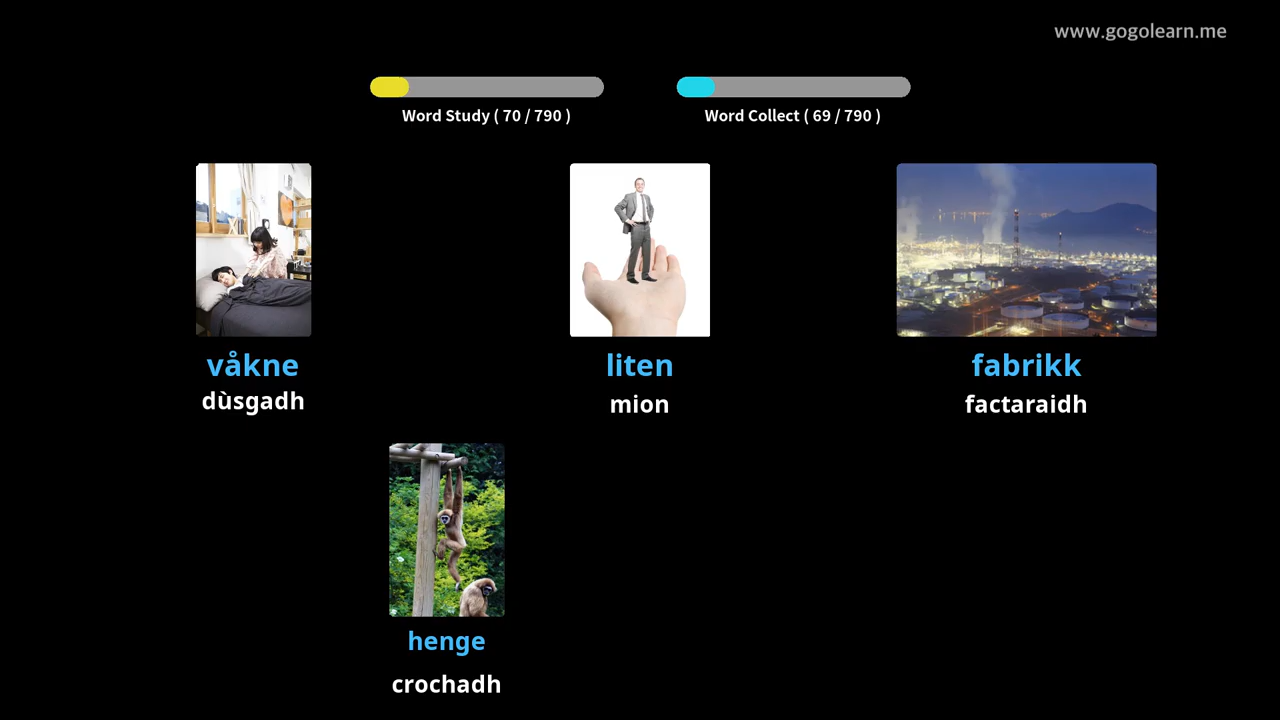 www.gogolearn.me
Word Study ( 70 / 790 )
Word Collect ( 69 / 790 )
våkne
dùsgadh
liten
mion
fabrikk
factaraidh
henge
crochadh